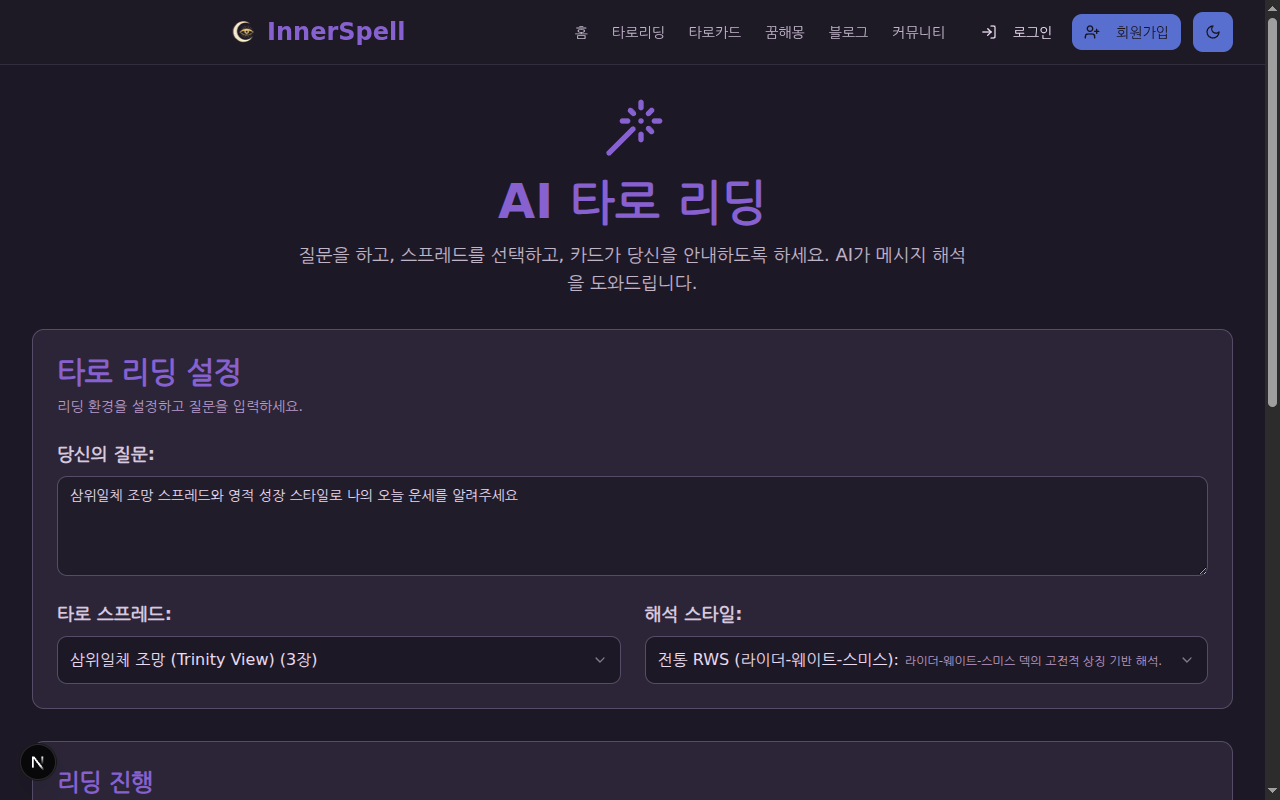 InnerSpell
홈 타로리딩 타로카드 꿈해몽 블로그 커뮤니티 로그인 회원가입
AI 타로 리딩
질문을 하고, 스프레드를 선택하고, 카드가 당신을 안내하도록 하세요. AI가 메시지 해석
을 도와드립니다.
타로 리딩 설정
리딩 환경을 설정하고 질문을 입력하세요.
당신의 질문:
삼위일체 조망 스프레드와 영적 성장 스타일로 나의 오늘 운세를 알려주세요
타로 스프레드:
삼위일체 조망 (Trinity View) (3장)
해석 스타일:
전통 RWS (라이더-웨이트-스미스): 라이더-웨이트-스미스 덱의 고전적 상징 기반 해석.
N
리딩 진행